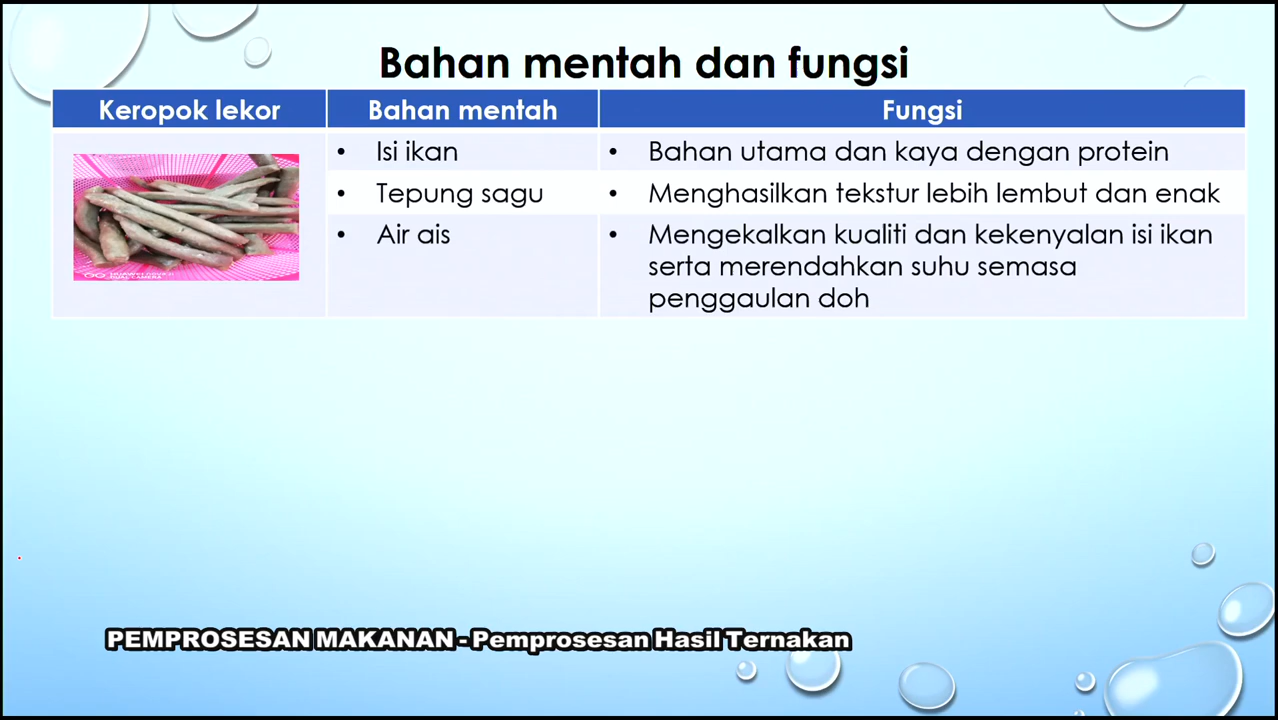 Bahan mentah dan fungsi
Keropok lekor
Bahan mentah
Fungsi
• Isi ikan
• Bahan utama dan kaya dengan protein
• Tepung sagu
• Menghasilkan tekstur lebih lembut dan enak
• Air ais
• Mengekalkan kualiti dan kekenyalan isi ikan
serta merendahkan suhu semasa
penggaulan doh
PEMPROSESAN MAKANAN - Pemprosesan Hasil Ternakan